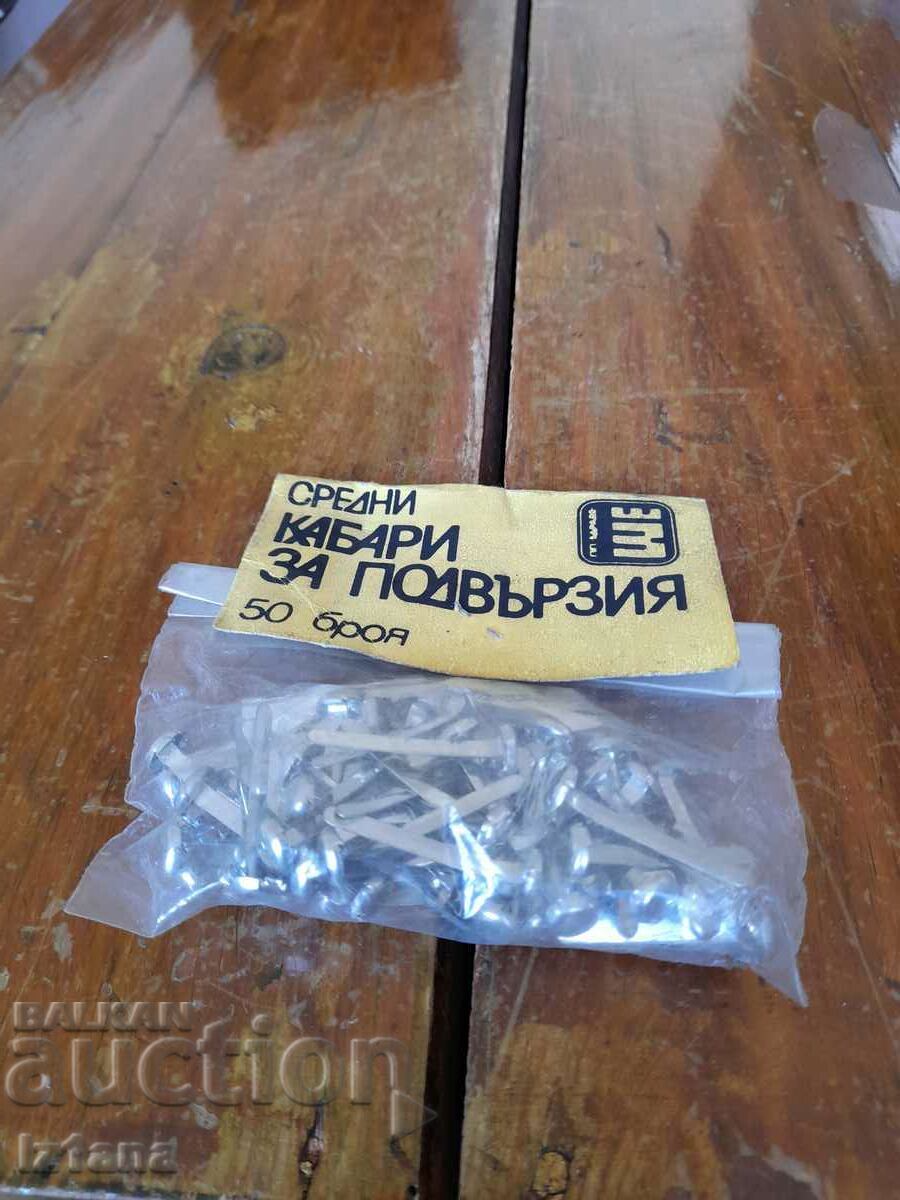 СРЕДНИ
КАБАРИ
ЗА ПОДВЪРЗИЯ
50 броя
BALKAN
auction
Iztana